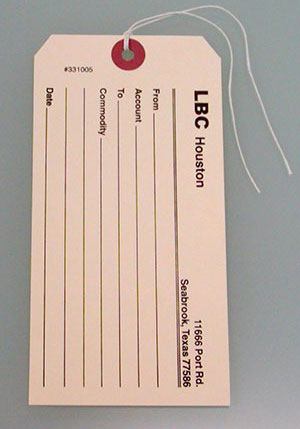 #331005
LBC Houston
11666 Port Rd.
Seabrook, Texas 77586
From
Account
To
Commodity
Date